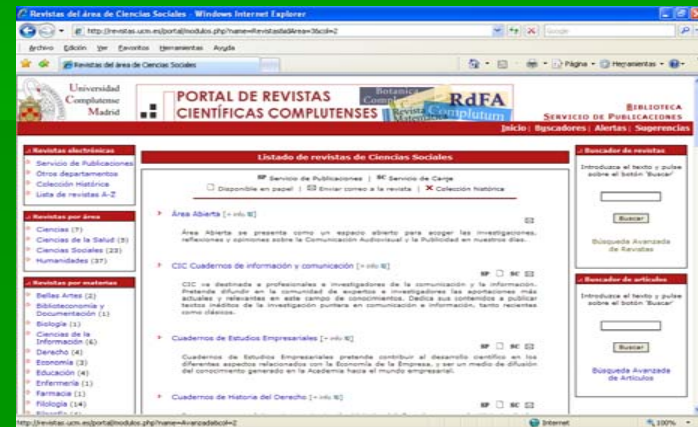 Revistas del área de Ciencias Sociales - Windows Internet Explorer
http://revistas.ucm.es/portal/modulos.php?name=Revistasdad&area=3&col=2
Google
Archivo Edición Ver Favoritos Herramientas Ayuda
Revistas del área de Ciencias Sociales
Página Herramientas
Universidad
Complutense
Madrid
PORTAL DE REVISTAS
CIENTÍFICAS COMPLUTENSES
Botanica
Revista
Matemática
Complutum
RdFA
BIBLIOTECA
SERVICIO DE PUBLICACIONES
Inicio | Buscadores | Alertas | Sugerencias
Revistas electrónicas
Servicio de Publicaciones
Otros departamentos
Colección Histórica
Lista de revistas A-Z
Revistas por área
Ciencias (7)
Ciencias de la Salud (5)
Ciencias Sociales (23)
Humanidades (37)
Revistas por materias
Bellas Artes (2)
Biblioteconomía y
Documentación (1)
Biología (1)
Ciencias de la
Información (6)
Derecho (4)
Economía (3)
Educación (4)
Enfermería (1)
Farmacia (1)
Filología (14)
Listado de revistas de Ciencias Sociales
SP Servicio de Publicaciones | SC Servicio de Canje
Disponible en papel | Enviar correo a la revista | Colección histórica
Área Abierta [+ info]
Área Abierta se presenta como un espacio abierto para acoger las investigaciones,
reflexiones y opiniones sobre la Comunicación Audiovisual y la Publicidad en nuestros días.
CIC Cuadernos de información y comunicación [+ info]
SP SC
CIC va destinada a profesionales e investigadores de la comunicación y la información.
Pretende difundir en la comunidad de expertos e investigadores las aportaciones más
actuales y relevantes en este campo de conocimientos. Dedica sus contenidos a publicar
textos inéditos de la investigación puntera en comunicación e información, tanto recientes
como clásicos.
Cuadernos de Estudios Empresariales [+ info]
SP SC
Cuadernos de Estudios Empresariales pretende contribuir al desarrollo científico en los
diferentes aspectos relacionados con la Economía de la Empresa, y ser un medio de difusión
del conocimiento generado en la Academia hacia el mundo empresarial.
Cuadernos de Historia del Derecho [+ info]
SP SC
Buscador de revistas
Introduzca el texto y pulse
sobre el botón 'Buscar'
Buscar
Búsqueda Avanzada
de Revistas
Buscador de artículos
Introduzca el texto y pulse
sobre el botón 'Buscar'
Buscar
Búsqueda Avanzada
de Artículos
http://revistas.ucm.es/portal/modulos.php?name=Avanzada&col=2
Internet
100%